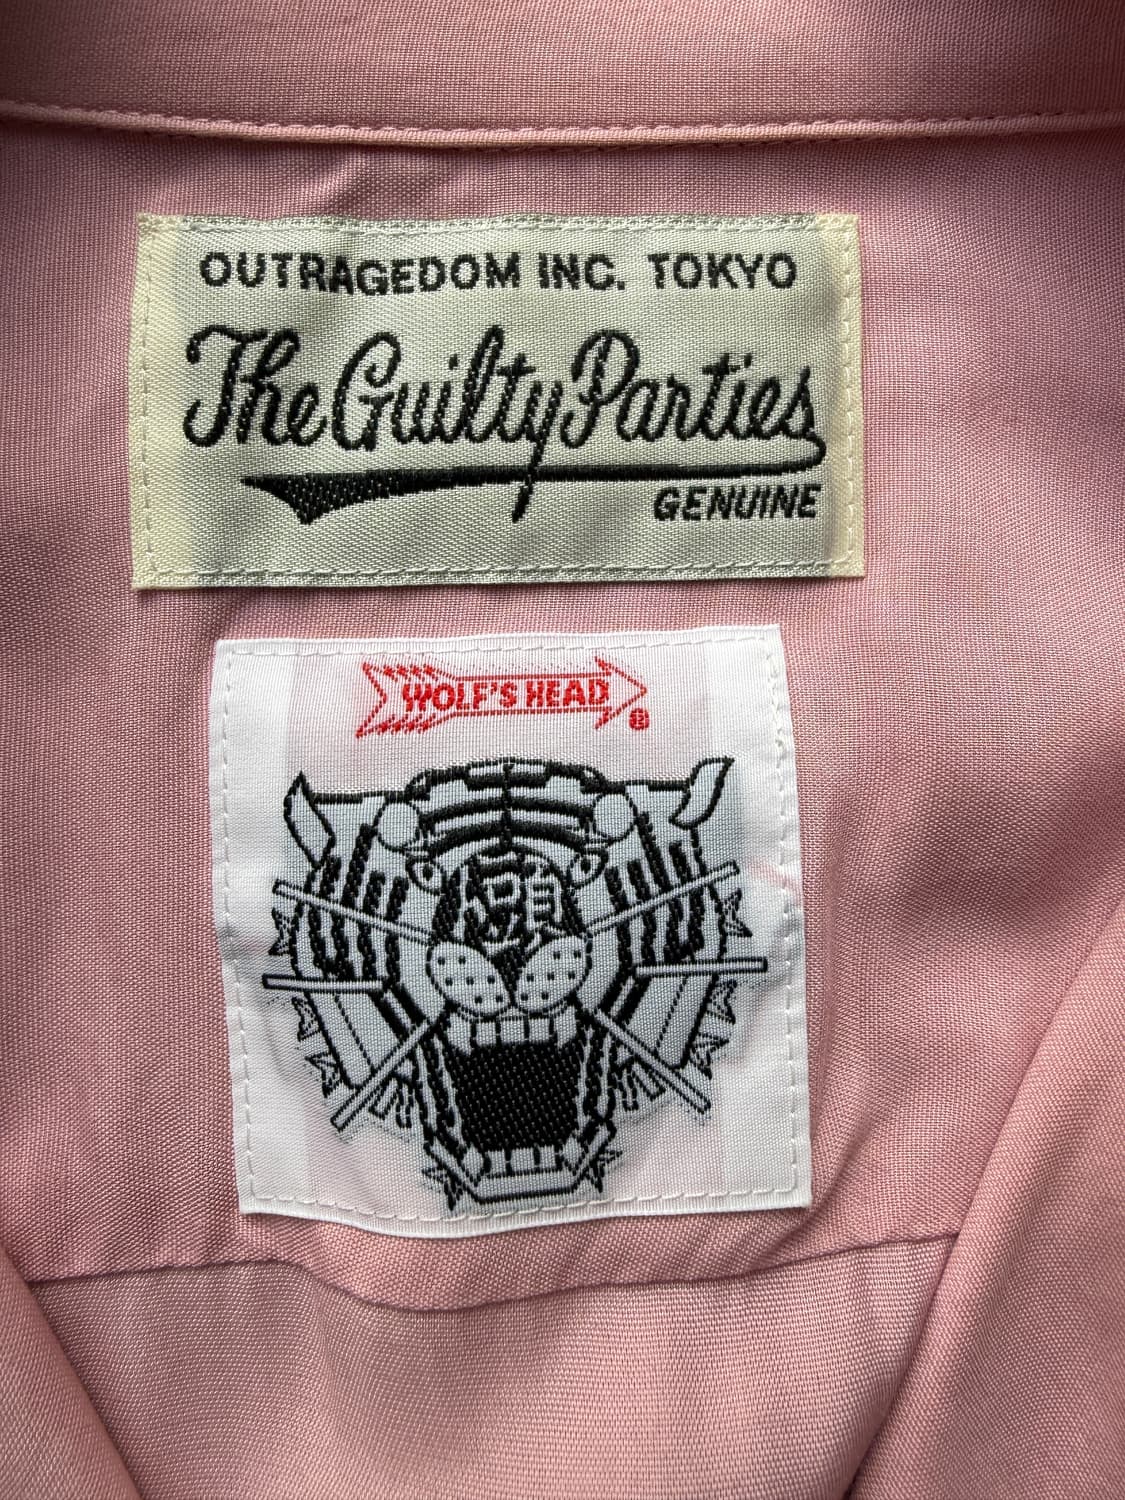 OUTRAGEDOM INC. TOKYO
The Guilty Parties
GENUINE
WOLF'S HEAD
®